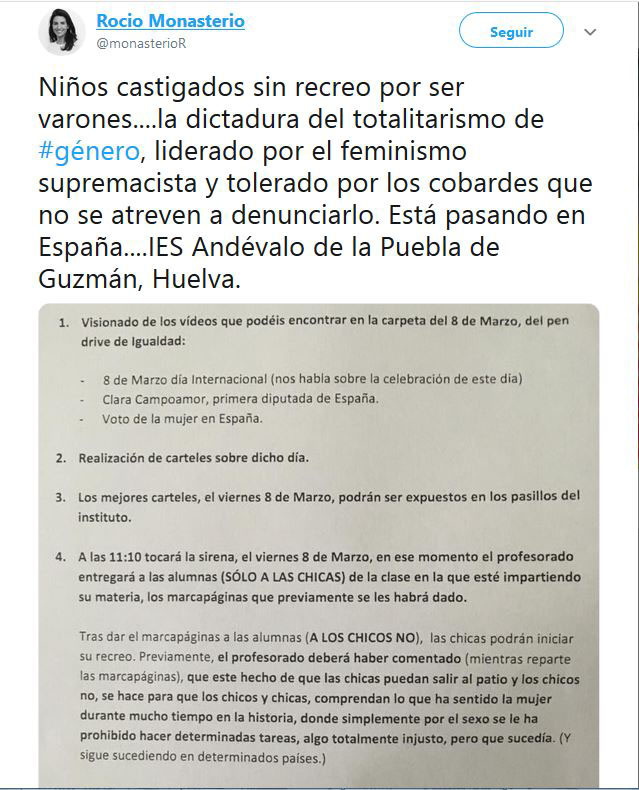 Rocio Monasterio
@monasterioR
Seguir
Niños castigados sin recreo por ser
varones....la dictadura del totalitarismo de
#género, liderado por el feminismo
supremacista y tolerado por los cobardes que
no se atreven a denunciarlo. Está pasando en
España....IES Andévalo de la Puebla de
Guzmán, Huelva.
1. Visionado de los vídeos que podéis encontrar en la carpeta del 8 de Marzo, del pen
drive de Igualdad:
- 8 de Marzo día Internacional (nos habla sobre la celebración de este día)
- Clara Campoamor, primera diputada de España.
- Voto de la mujer en España.
2. Realización de carteles sobre dicho día.
3. Los mejores carteles, el viernes 8 de Marzo, podrán ser expuestos en los pasillos del
instituto.
4. A las 11:10 tocará la sirena, el viernes 8 de Marzo, en ese momento el profesorado
entregará a las alumnas (SÓLO A LAS CHICAS) de la clase en la que esté impartiendo
su materia, los marcapáginas que previamente se les habrá dado.
Tras dar el marcapáginas a las alumnas (A LOS CHICOS NO), las chicas podrán iniciar
su recreo. Previamente, el profesorado deberá haber comentado (mientras reparte
las marcapáginas), que este hecho de que las chicas puedan salir al patio y los chicos
no, se hace para que los chicos y chicas, comprendan lo que ha sentido la mujer
durante mucho tiempo en la historia, donde simplemente por el sexo se le ha
prohibido hacer determinadas tareas, algo totalmente injusto, pero que sucedía. (Y
sigue sucediendo en determinados países.)